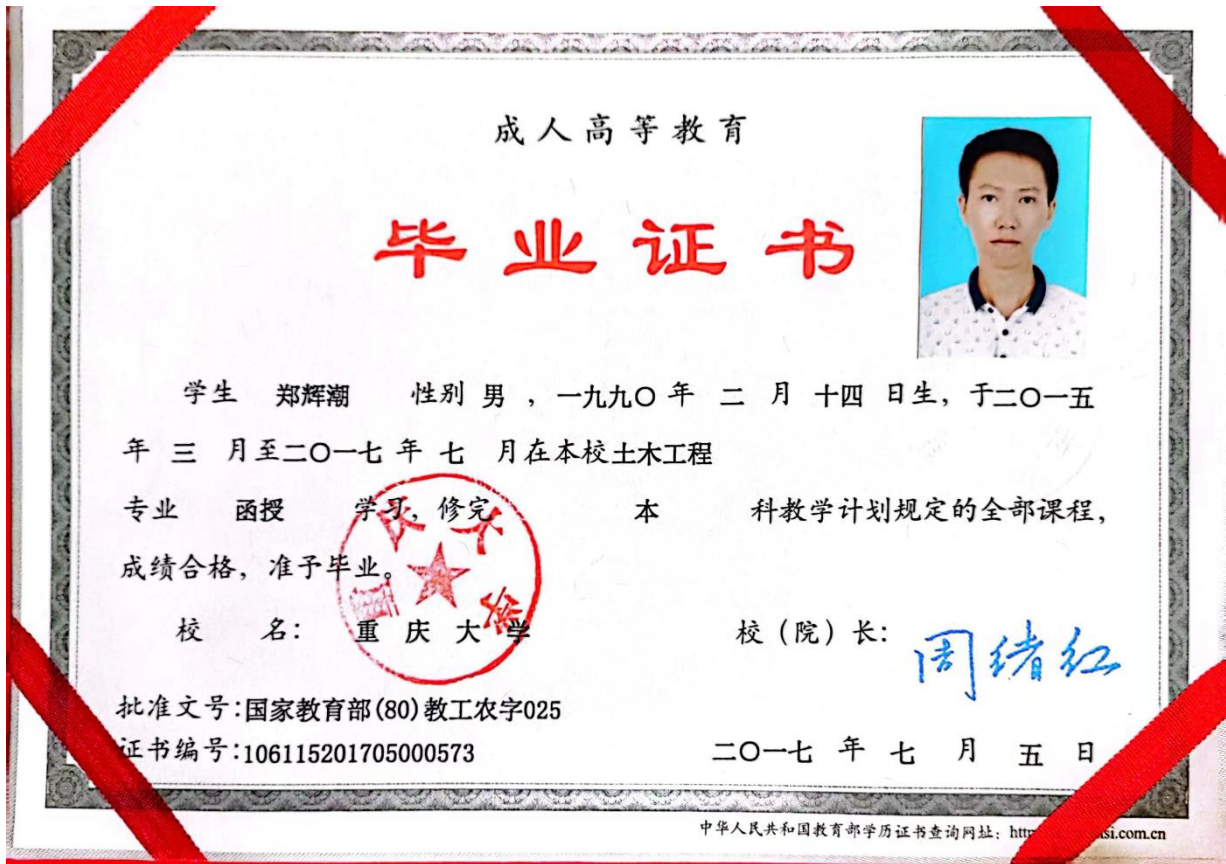 成人高等教育
毕业证书
学生 郑辉潮 性别 男 ，一九九〇 年 二 月 十四 日生，于二〇一五
年 三 月至二〇一七 年 七 月在本校土木工程
专业 函授 学习，修完 本 科教学计划规定的全部课程，
成绩合格，准予毕业。
校 名： 重庆大学
校（院）长： 周绪红
批准文号:国家教育部(80)教工农字025
证书编号:106115201705000573
二〇一七 年 七 月 五 日
中华人民共和国教育部学历证书查询网址：htt si.com.cn